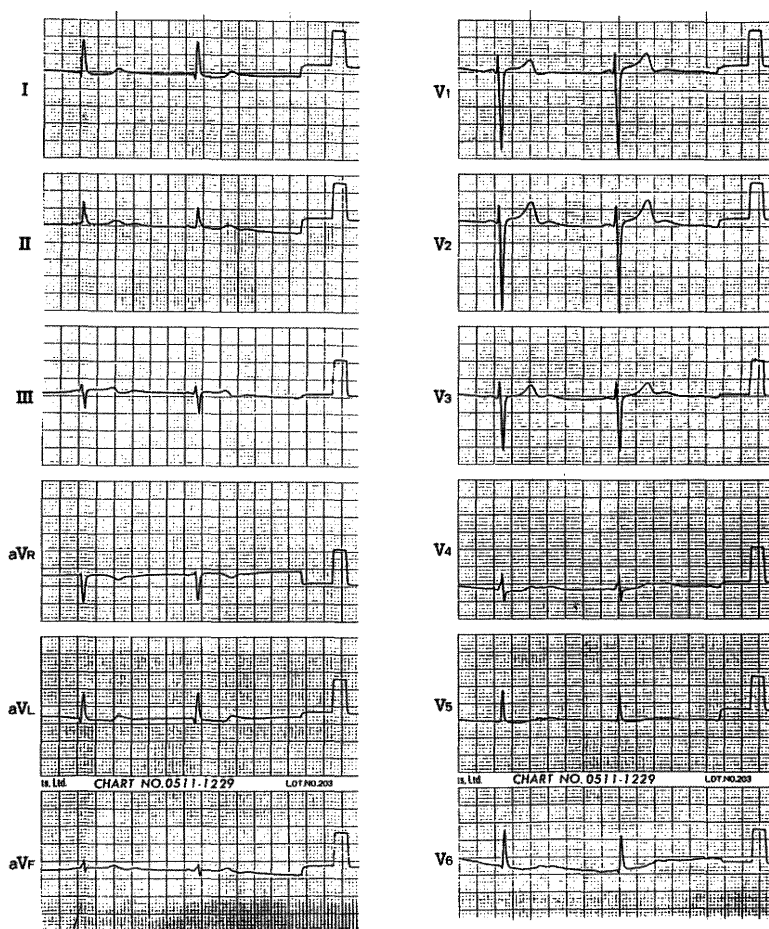 I
II
III
aVR
aVL
ts, Ltd. CHART NO.0511-1229 LOT.NO.203
aVF
V1
V2
V3
V4
V5
ts, Ltd. CHART NO.0511-1229 LOT.NO.203
V6